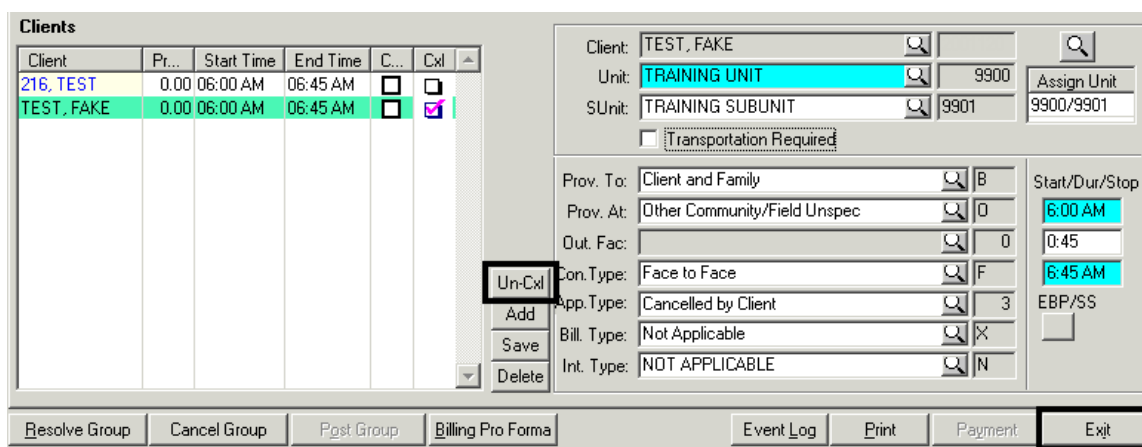 Clients
Client Pr... Start Time End Time C... Cxl
216, TEST 0.00 06:00 AM 06:45 AM
TEST, FAKE 0.00 06:00 AM 06:45 AM
Un-Cxl
Add
Save
Delete
Client: TEST, FAKE
Unit: TRAINING UNIT 9900
SUnit: TRAINING SUBUNIT 9901
Transportation Required
Assign Unit
9900/9901
Prov. To: Client and Family B
Prov. At: Other Community/Field Unspec O
Out. Fac: 0
Con.Type: Face to Face F
App.Type: Cancelled by Client 3
Bill. Type: Not Applicable X
Int. Type: NOT APPLICABLE N
Start/Dur/Stop
6:00 AM
0:45
6:45 AM
EBP/SS
Resolve Group Cancel Group Post Group Billing Pro Forma Event Log Print Payment Exit